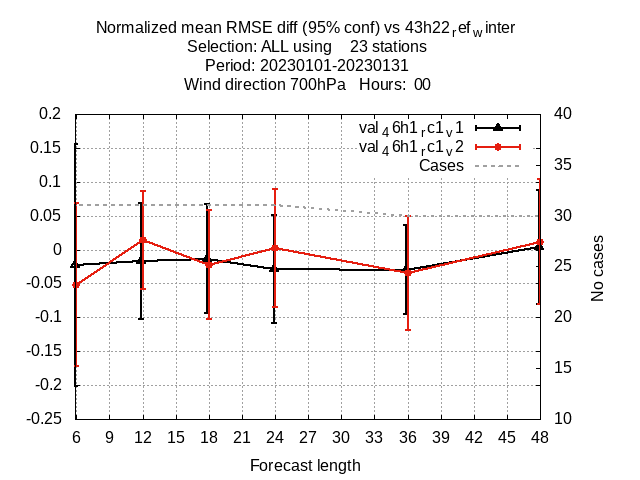 Normalized mean RMSE diff (95% conf) vs 43h22refwinter
Selection: ALL using 23 stations
Period: 20230101-20230131
Wind direction 700hPa Hours: 00
0.2
0.15
0.1
0.05
0
-0.05
-0.1
-0.15
-0.2
-0.25
val46h1rc1v1
val46h1rc1v2
Cases
40
35
30
25
20
15
10
No cases
6 9 12 15 18 21 24 27 30 33 36 39 42 45 48
Forecast length